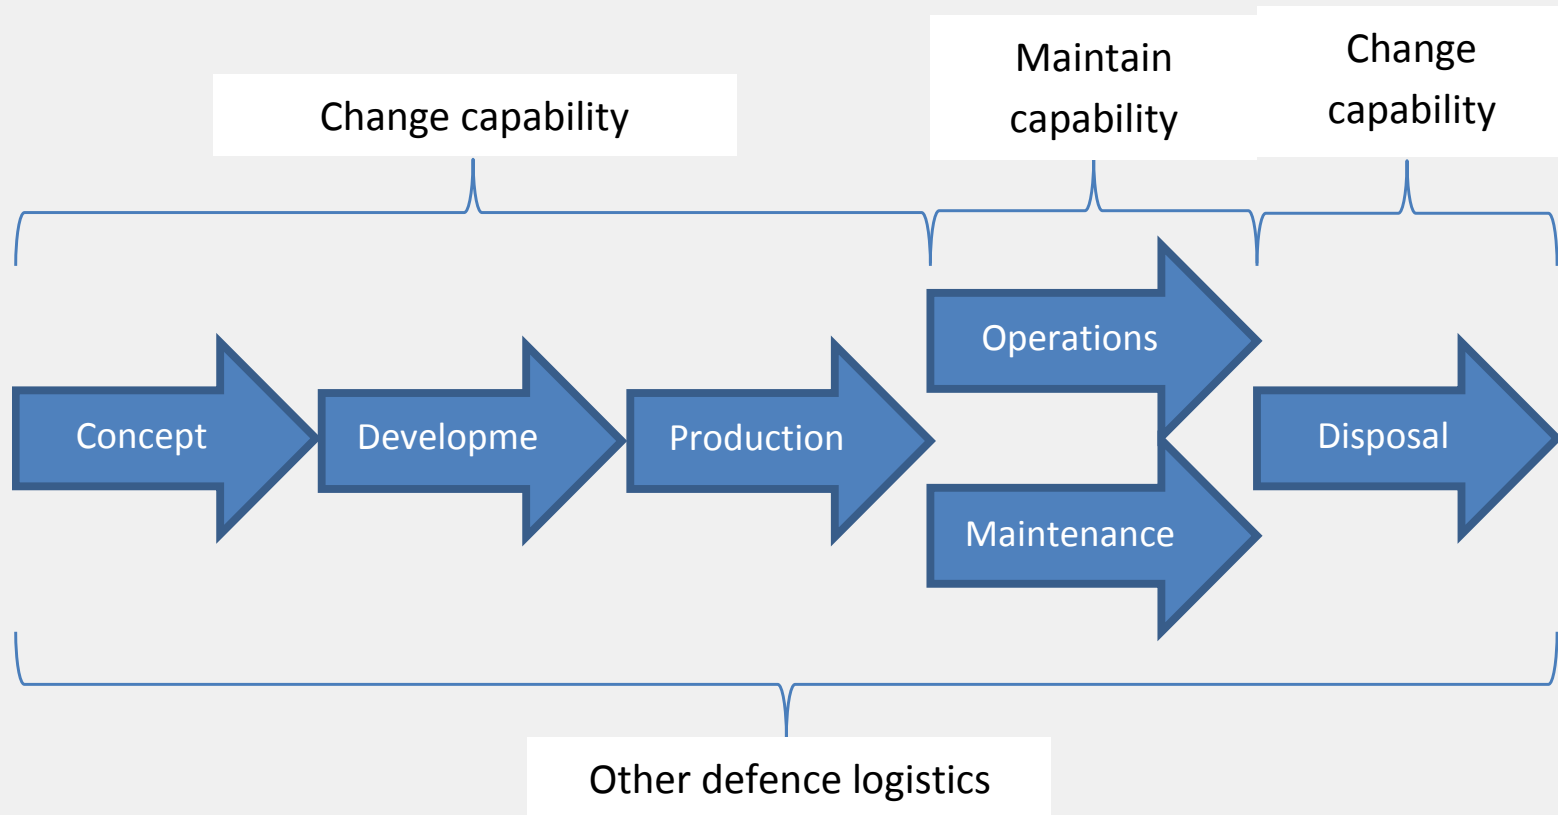 Change capability
Maintain
capability
Change
capability
Concept
Developme
Production
Operations
Maintenance
Disposal
Other defence logistics